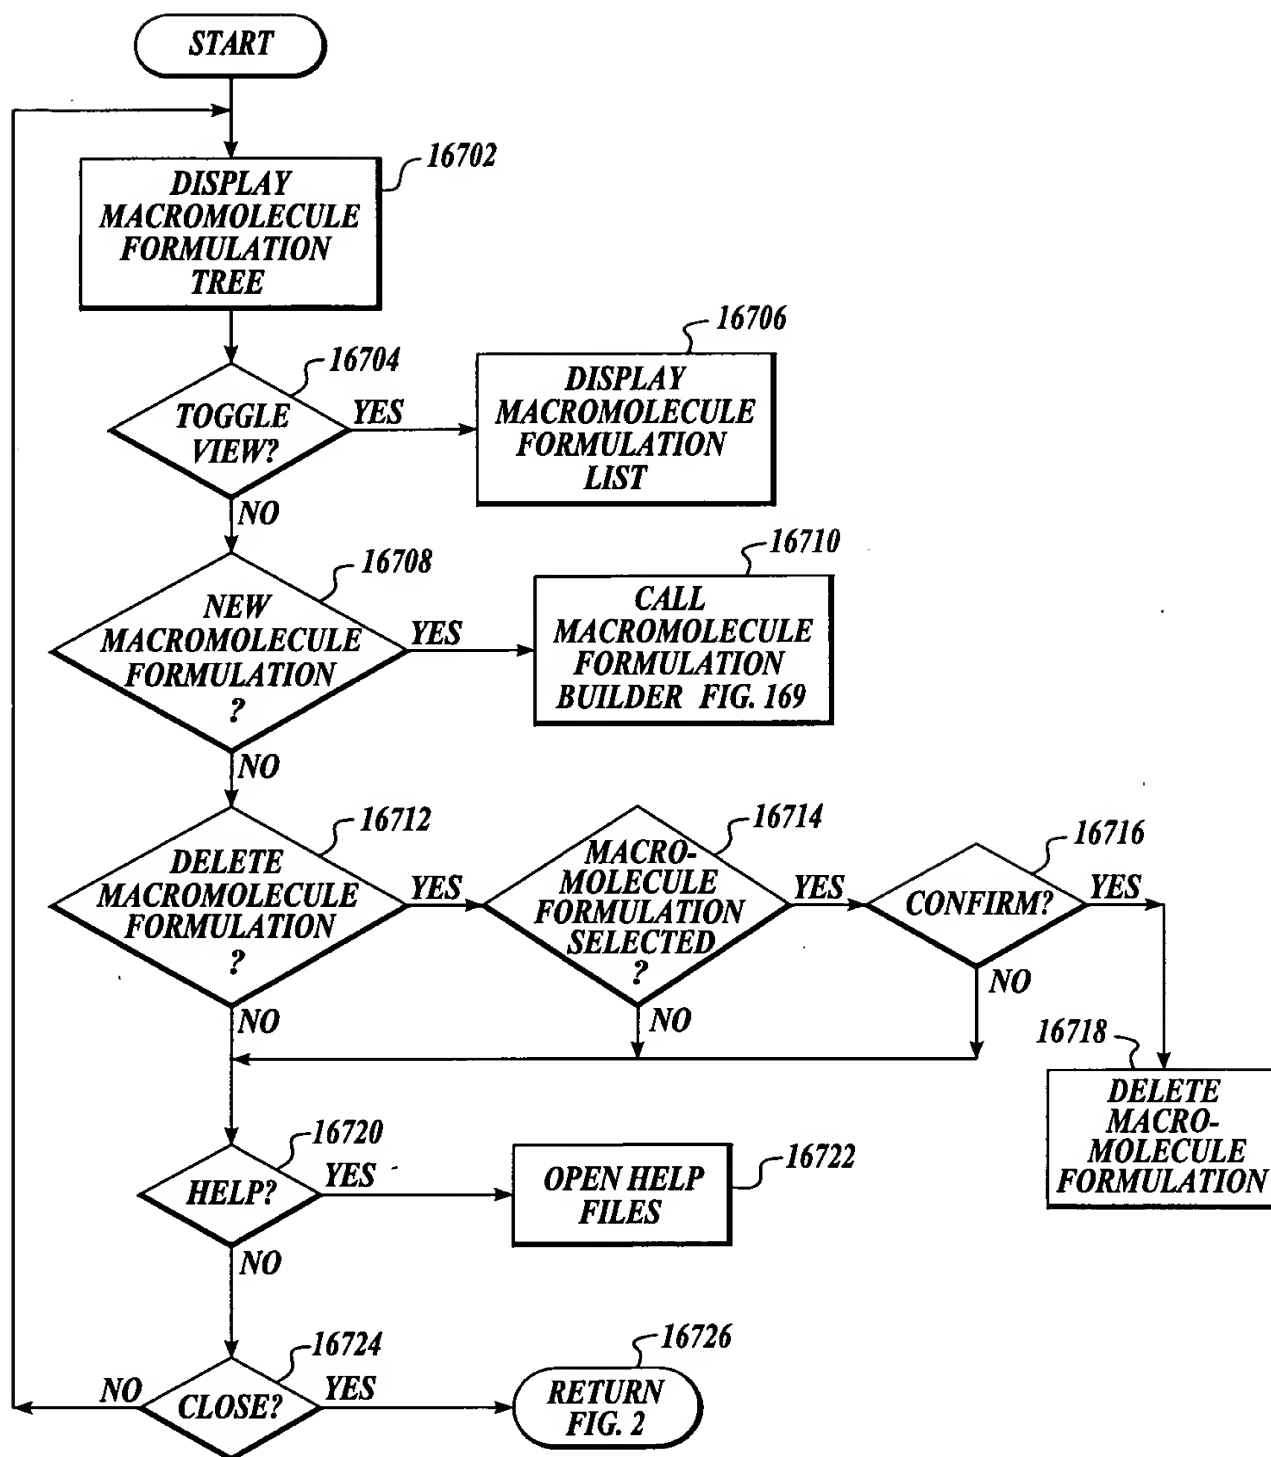 START
16702
DISPLAY
MACROMOLECULE
FORMULATION
TREE
16704
TOGGLE
VIEW?
YES
NO
16706
DISPLAY
MACROMOLECULE
FORMULATION
LIST
16708
NEW
MACROMOLECULE
FORMULATION
?
YES
NO
16710
CALL
MACROMOLECULE
FORMULATION
BUILDER FIG. 169
16712
DELETE
MACROMOLECULE
FORMULATION
?
YES
NO
16714
MACRO-
MOLECULE
FORMULATION
SELECTED
?
YES
NO
16716
CONFIRM?
YES
NO
16718
DELETE
MACRO-
MOLECULE
FORMULATION
16720
HELP?
YES
NO
16722
OPEN HELP
FILES
16724
CLOSE?
NO
YES
16726
RETURN
FIG. 2